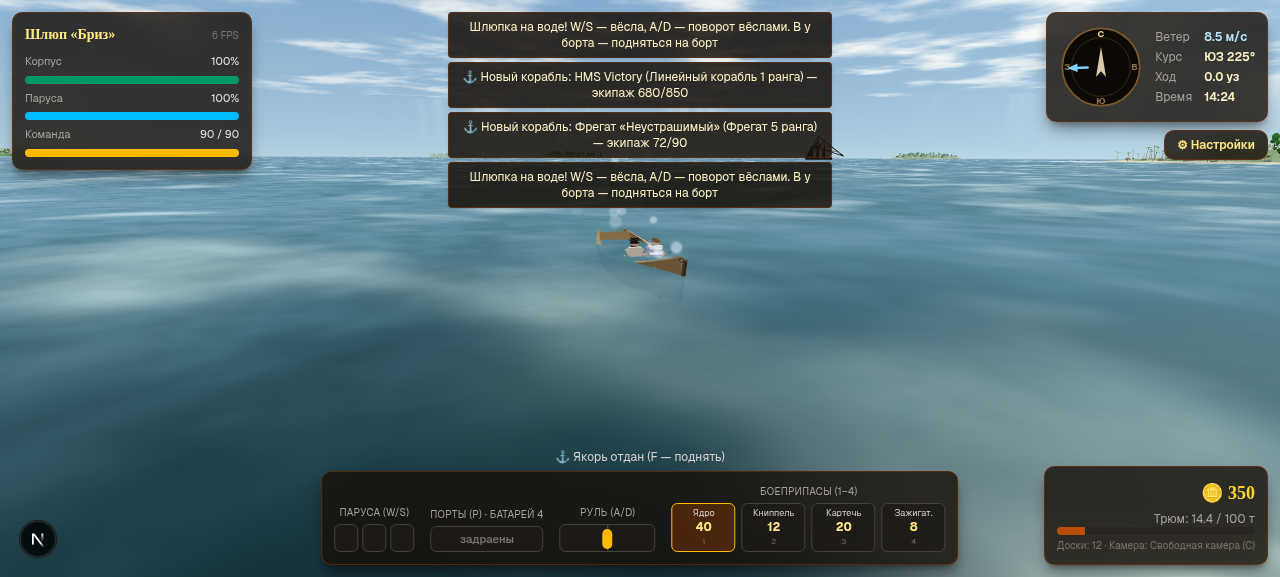 Шлюп «Бриз»
6 FPS
Корпус 100%
Паруса 100%
Команда 90 / 90
Шлюпка на воде! W/S — вёсла, A/D — поворот вёслами. B у
борта — подняться на борт
⚓ Новый корабль: HMS Victory (Линейный корабль 1 ранга) —
экипаж 680/850
⚓ Новый корабль: Фрегат «Неустрашимый» (Фрегат 5 ранга)
— экипаж 72/90
Шлюпка на воде! W/S — вёсла, A/D — поворот вёслами. B у
борта — подняться на борт
С
З
В
Ю
Ветер 8.5 м/с
Курс ЮЗ 225°
Ход 0.0 уз
Время 14:24
⚙ Настройки
⚓ Якорь отдан (F — поднять)
ПАРУСА (W/S)
ПОРТЫ (P) · БАТАРЕЙ 4
задраены
РУЛЬ (A/D)
БОЕПРИПАСЫ (1–4)
Ядро
40
1
Книппель
12
2
Картечь
20
3
Зажигат.
8
4
N
🪙 350
Трюм: 14.4 / 100 т
Доски: 12 · Камера: Свободная камера (C)